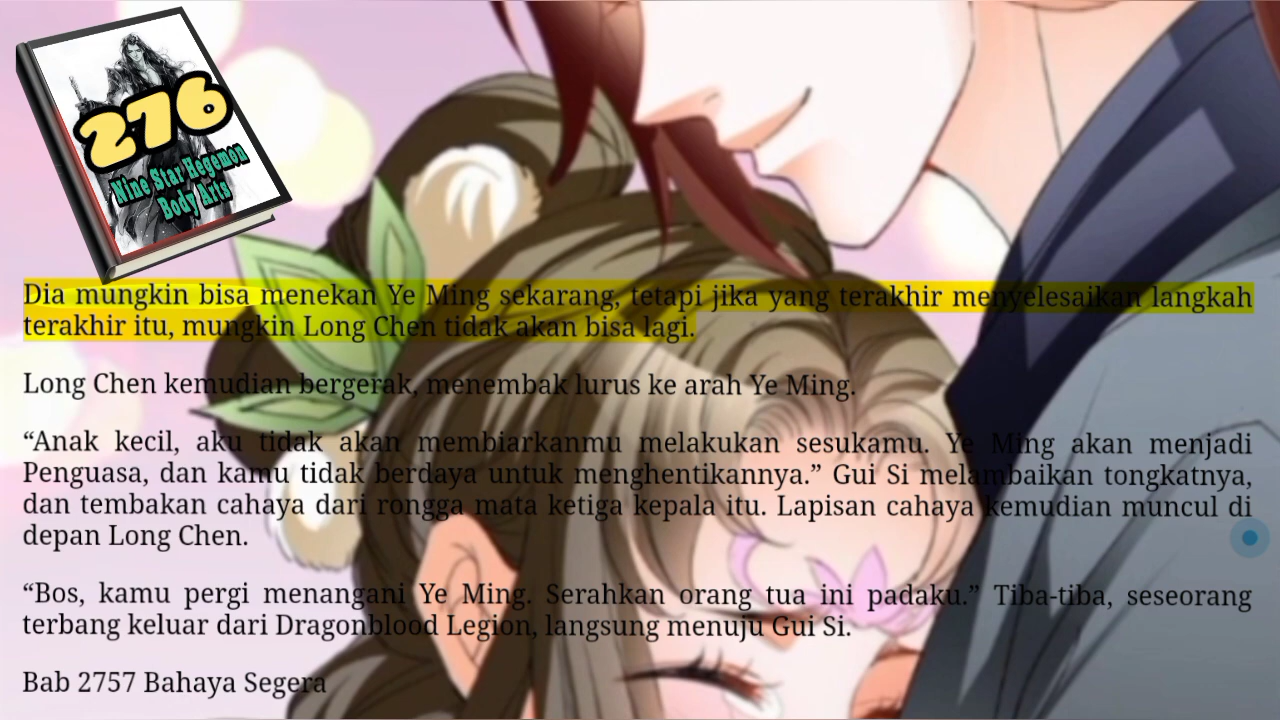 276
Nine Star Hegemon
Body Arts
Dia mungkin bisa menekan Ye Ming sekarang, tetapi jika yang terakhir menyelesaikan langkah
terakhir itu, mungkin Long Chen tidak akan bisa lagi.
Long Chen kemudian bergerak, menembak lurus ke arah Ye Ming.
“Anak kecil, aku tidak akan membiarkanmu melakukan sesukamu. Ye Ming akan menjadi
Penguasa, dan kamu tidak berdaya untuk menghentikannya.” Gui Si melambaikan tongkatnya,
dan tembakan cahaya dari rongga mata ketiga kepala itu. Lapisan cahaya kemudian muncul di
depan Long Chen.
“Bos, kamu pergi menangani Ye Ming. Serahkan orang tua ini padaku.” Tiba-tiba, seseorang
terbang keluar dari Dragonblood Legion, langsung menuju Gui Si.
Bab 2757 Bahaya Segera